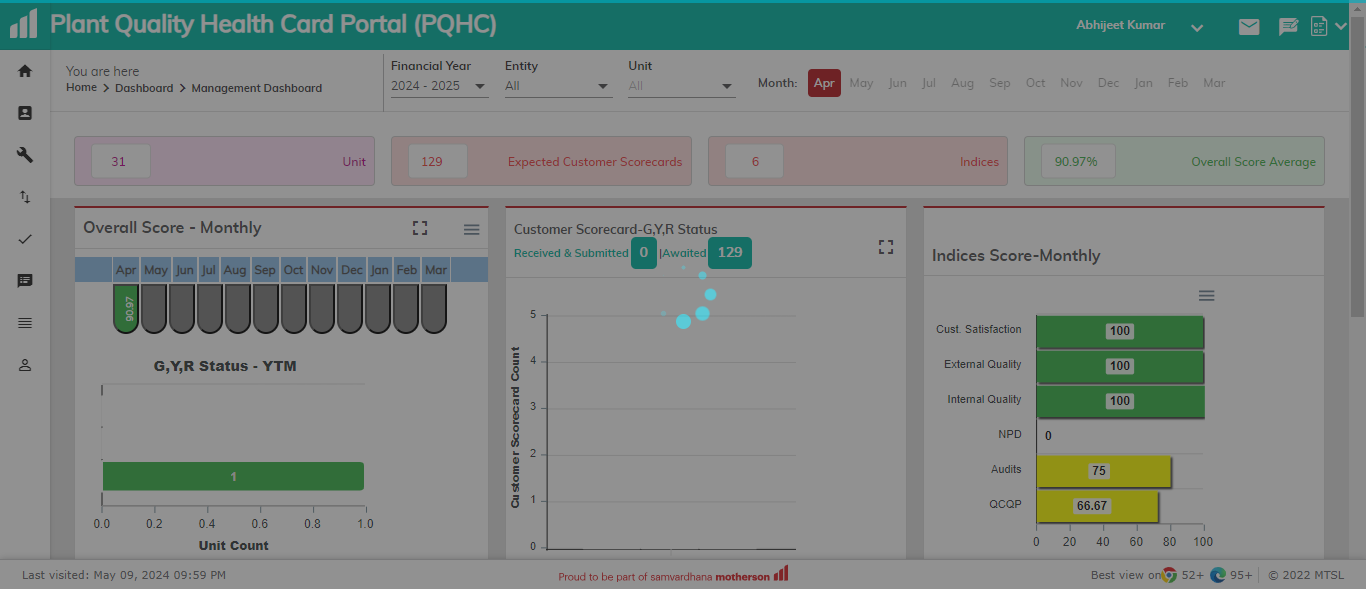 Plant Quality Health Card Portal (PQHC)
Abhijeet Kumar
You are here
Home > Dashboard > Management Dashboard
Financial Year
2024 - 2025
Entity
All
Unit
All
Month: Apr May Jun Jul Aug Sep Oct Nov Dec Jan Feb Mar
31 Unit
129 Expected Customer Scorecards
6 Indices
90.97% Overall Score Average
Overall Score - Monthly
Apr May Jun Jul Aug Sep Oct Nov Dec Jan Feb Mar
90.97
G,Y,R Status - YTM
1
0.0 0.2 0.4 0.6 0.8 1.0
Unit Count
Customer Scorecard-G,Y,R Status
Received & Submitted 0 |Awaited 129
Customer Scorecard Count
5
4
3
2
1
0
Indices Score-Monthly
Cust. Satisfaction 100
External Quality 100
Internal Quality 100
NPD 0
Audits 75
QCQP 66.67
0 20 40 60 80 100
Last visited: May 09, 2024 09:59 PM
Proud to be part of samvardhana motherson
Best view on 52+ 95+ | © 2022 MTSL